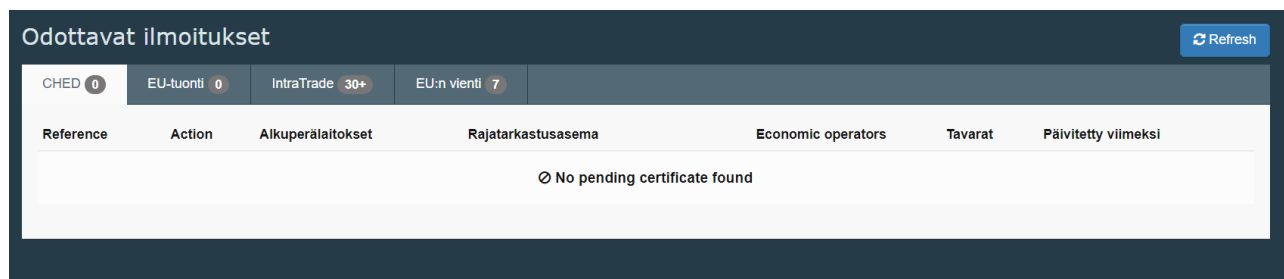 Odottavat ilmoitukset
Refresh
CHED 0 EU-tuonti 0 IntraTrade 30+ EU:n vienti 7
Reference Action Alkuperälaitokset Rajatarkastusasema Economic operators Tavarat Päivitetty viimeksi
No pending certificate found